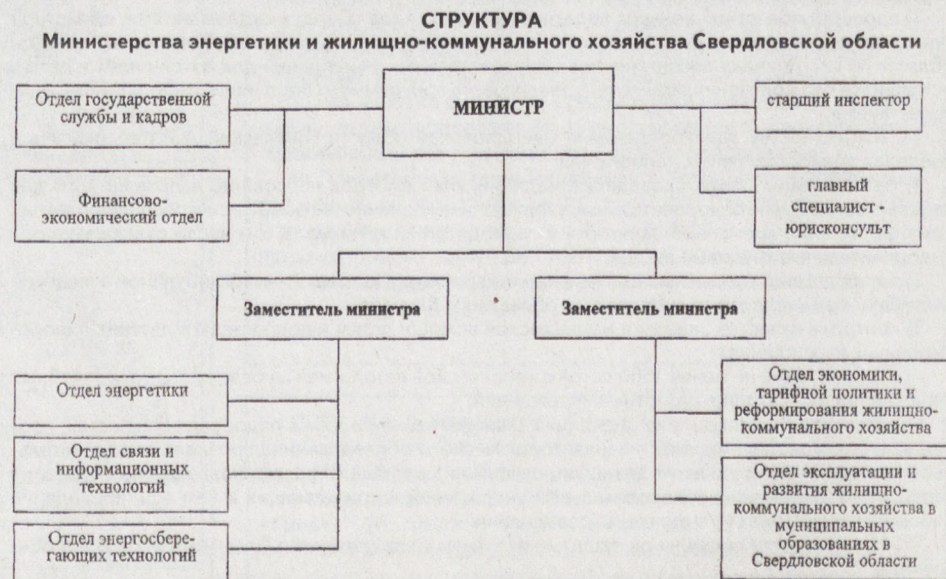 СТРУКТУРА
Министерства энергетики и жилищно-коммунального хозяйства Свердловской области
Отдел государственной
службы и кадров
МИНИСТР
старший инспектор
Финансово-
экономический отдел
главный
специалист -
юрисконсульт
Заместитель министра
Заместитель министра
Отдел энергетики
Отдел связи и
информационных
технологий
Отдел энергосбере-
гающих технологий
Отдел экономики,
тарифной политики и
реформирования жилищно-
коммунального хозяйства
Отдел эксплуатации и
развития жилищно-
коммунального хозяйства в
муниципальных
образованиях в
Свердловской области